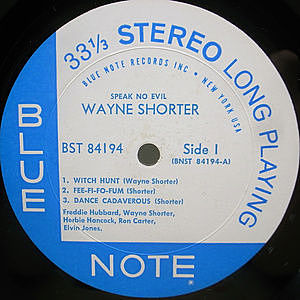 33⅓ STEREO LONG PLAYING
BLUE NOTE RECORDS INC • NEW YORK USA
SPEAK NO EVIL
WAYNE SHORTER
BST 84194 Side 1
(BNST 84194-A)
1. WITCH HUNT (Wayne Shorter)
2. FEE-FI-FO-FUM (Shorter)
3. DANCE CADAVEROUS (Shorter)
Freddie Hubbard, Wayne Shorter,
Herbie Hancock, Ron Carter,
Elvin Jones.
BLUE
NOTE